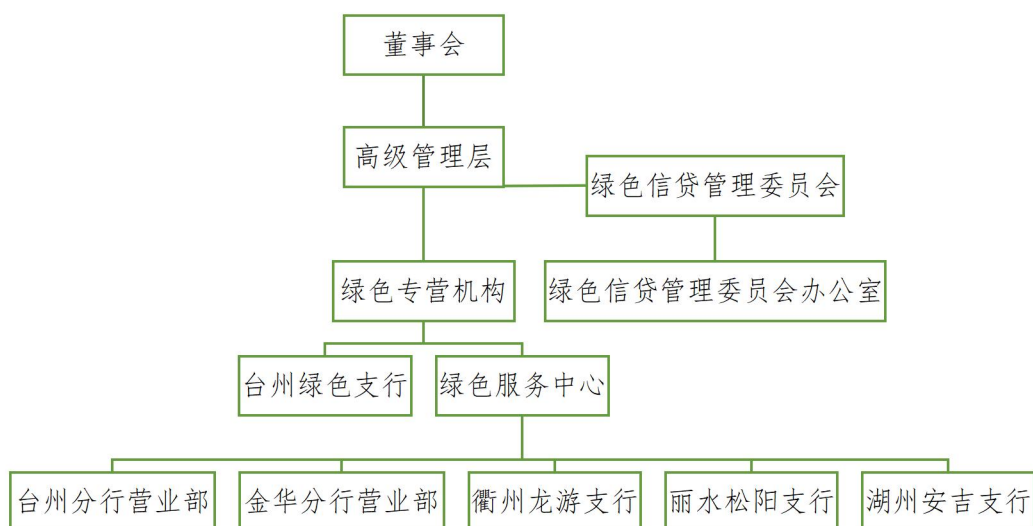 董事会
高级管理层
绿色信贷管理委员会
绿色专营机构
绿色信贷管理委员会办公室
台州绿色支行
绿色服务中心
台州分行营业部
金华分行营业部
衢州龙游支行
丽水松阳支行
湖州安吉支行